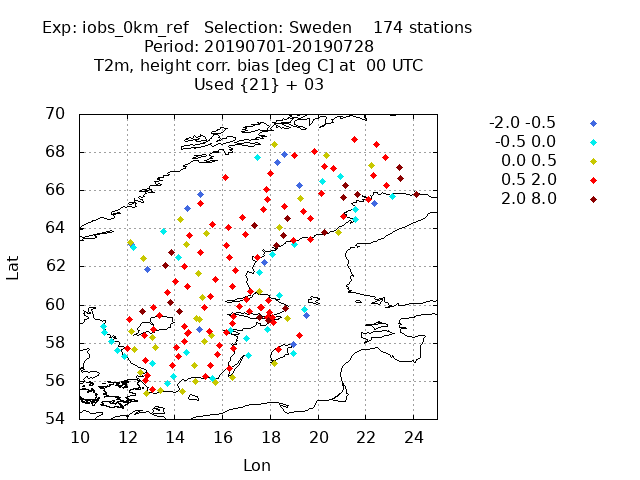 Exp: iobs_0km_ref   Selection: Sweden    174 stations
Period: 20190701-20190728
T2m, height corr. bias [deg C] at  00 UTC
Used {21} + 03
-2.0 -0.5
-0.5 0.0
0.0 0.5
0.5 2.0
2.0 8.0
70
68
66
64
62
60
58
56
54
Lat
10 12 14 16 18 20 22 24
Lon